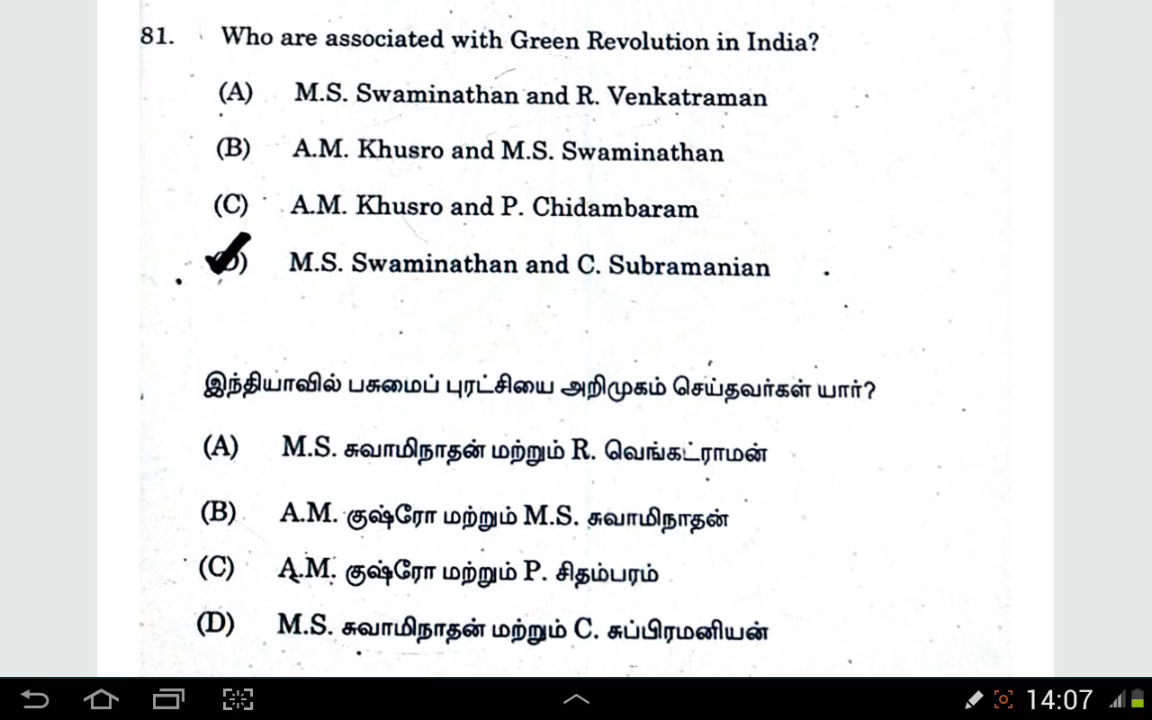 81. Who are associated with Green Revolution in India?
(A) M.S. Swaminathan and R. Venkatraman
(B) A.M. Khusro and M.S. Swaminathan
(C) A.M. Khusro and P. Chidambaram
(D) M.S. Swaminathan and C. Subramanian
இந்தியாவில் பசுமைப் புரட்சியை அறிமுகம் செய்தவர்கள் யார்?
(A) M.S. சுவாமிநாதன் மற்றும் R. வெங்கட்ராமன்
(B) A.M. குஷ்ரோ மற்றும் M.S. சுவாமிநாதன்
(C) A.M. குஷ்ரோ மற்றும் P. சிதம்பரம்
(D) M.S. சுவாமிநாதன் மற்றும் C. சுப்பிரமனியன்
14:07